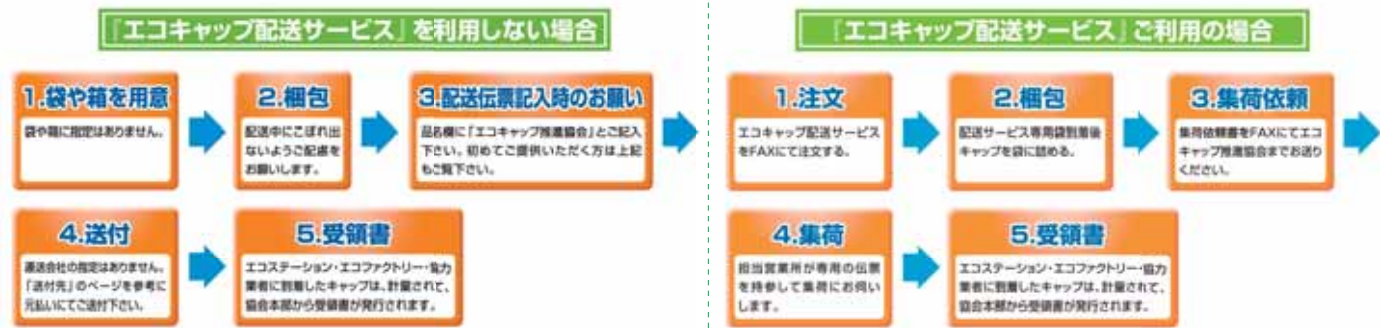 『エコキャップ配送サービス』を利用しない場合
1.袋や箱を用意
袋や箱に指定はありません。
2.梱包
配送中にこぼれ出
ないようご配慮を
お願いします。
3.配送伝票記入時のお願い
品名欄に「エコキャップ推進協会」とご記入
下さい。初めてご提供いただく方は上記
もご覧下さい。
4.送付
運送会社の指定はありません。
「送付先」のページを参考に
元払いにてご送付下さい。
5.受領書
エコステーション・エコファクトリー・協力
業者に到着したキャップは、計量されて、
協会本部から受領書が発行されます。
『エコキャップ配送サービス』ご利用の場合
1.注文
エコキャップ配送サービス
をFAXにて注文する。
2.梱包
配送サービス専用袋到着後
キャップを袋に詰める。
3.集荷依頼
集荷依頼書をFAXにてエコ
キャップ推進協会までお送り
ください。
4.集荷
担当営業所が専用の伝票
を持参して集荷にお伺い
します。
5.受領書
エコステーション・エコファクトリー・協力
業者に到着したキャップは、計量されて、
協会本部から受領書が発行されます。